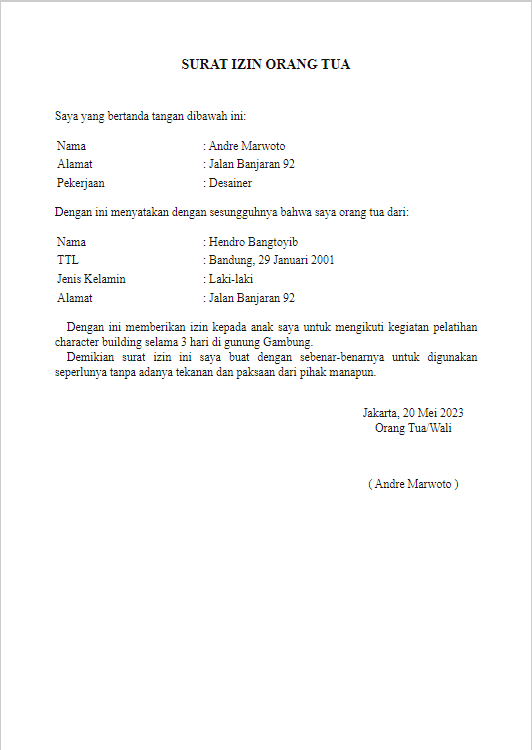 SURAT IZIN ORANG TUA
Saya yang bertanda tangan dibawah ini:
Nama : Andre Marwoto
Alamat : Jalan Banjaran 92
Pekerjaan : Desainer
Dengan ini menyatakan dengan sesungguhnya bahwa saya orang tua dari:
Nama : Hendro Bangtoyib
TTL : Bandung, 29 Januari 2001
Jenis Kelamin : Laki-laki
Alamat : Jalan Banjaran 92
Dengan ini memberikan izin kepada anak saya untuk mengikuti kegiatan pelatihan
character building selama 3 hari di gunung Gambung.
Demikian surat izin ini saya buat dengan sebenar-benarnya untuk digunakan
seperlunya tanpa adanya tekanan dan paksaan dari pihak manapun.
Jakarta, 20 Mei 2023
Orang Tua/Wali
( Andre Marwoto )